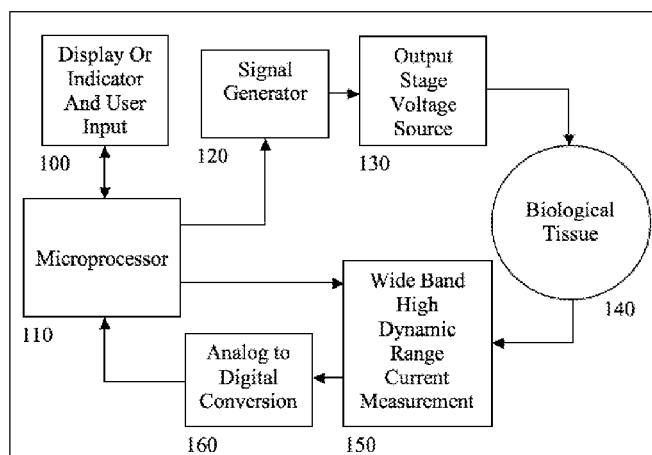 Display Or
Indicator
And User
Input
100
Signal
Generator
120
Output
Stage
Voltage
Source
130
Biological
Tissue
140
Microprocessor
110
Wide Band
High
Dynamic
Range
Current
Measurement
150
Analog to
Digital
Conversion
160